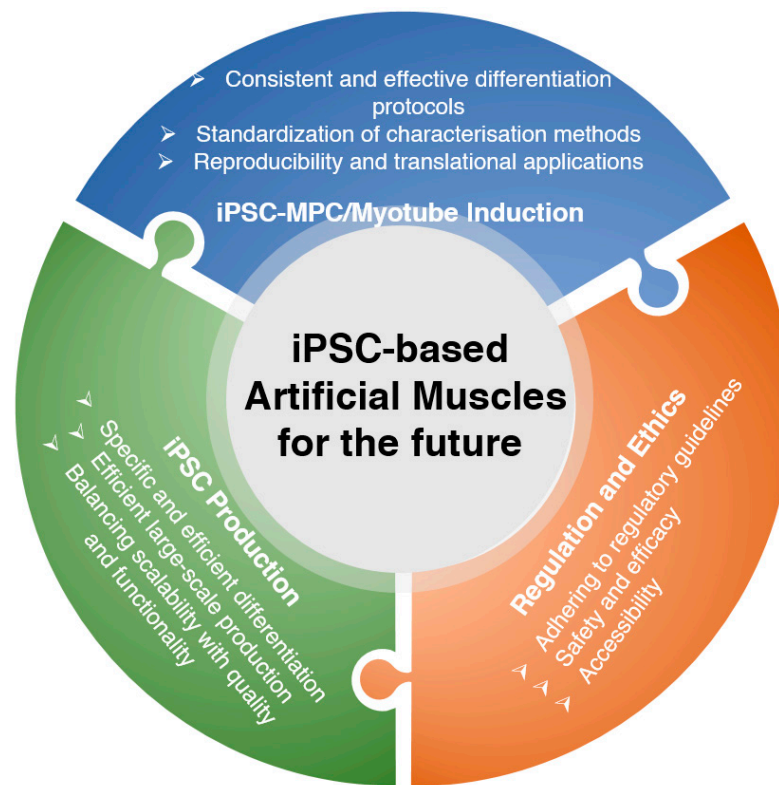 ➢ Consistent and effective differentiation
protocols
➢ Standardization of characterisation methods
➢ Reproducibility and translational applications
iPSC-MPC/Myotube Induction
iPSC-based
Artificial Muscles
for the future
iPSC Production
➢ Specific and efficient differentiation
➢ Efficient large-scale production
➢ Balancing scalability with quality
and functionality
Regulation and Ethics
➢ Adhering to regulatory guidelines
➢ Safety and efficacy
➢ Accessibility